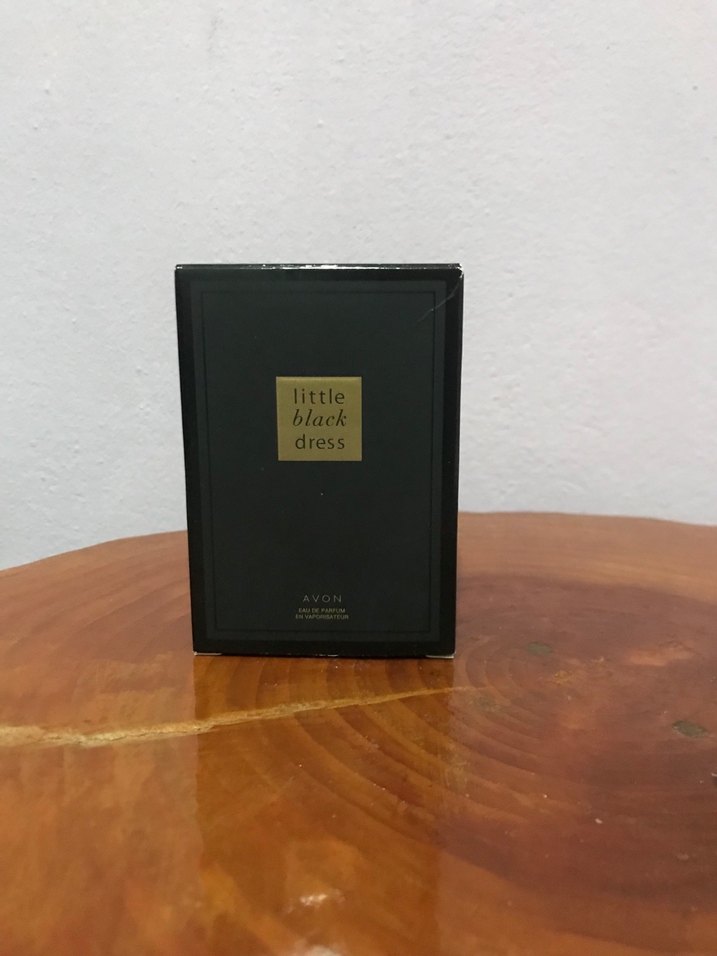 little
black
dress
AVON
EAU DE PARFUM
EN VAPORISATEUR